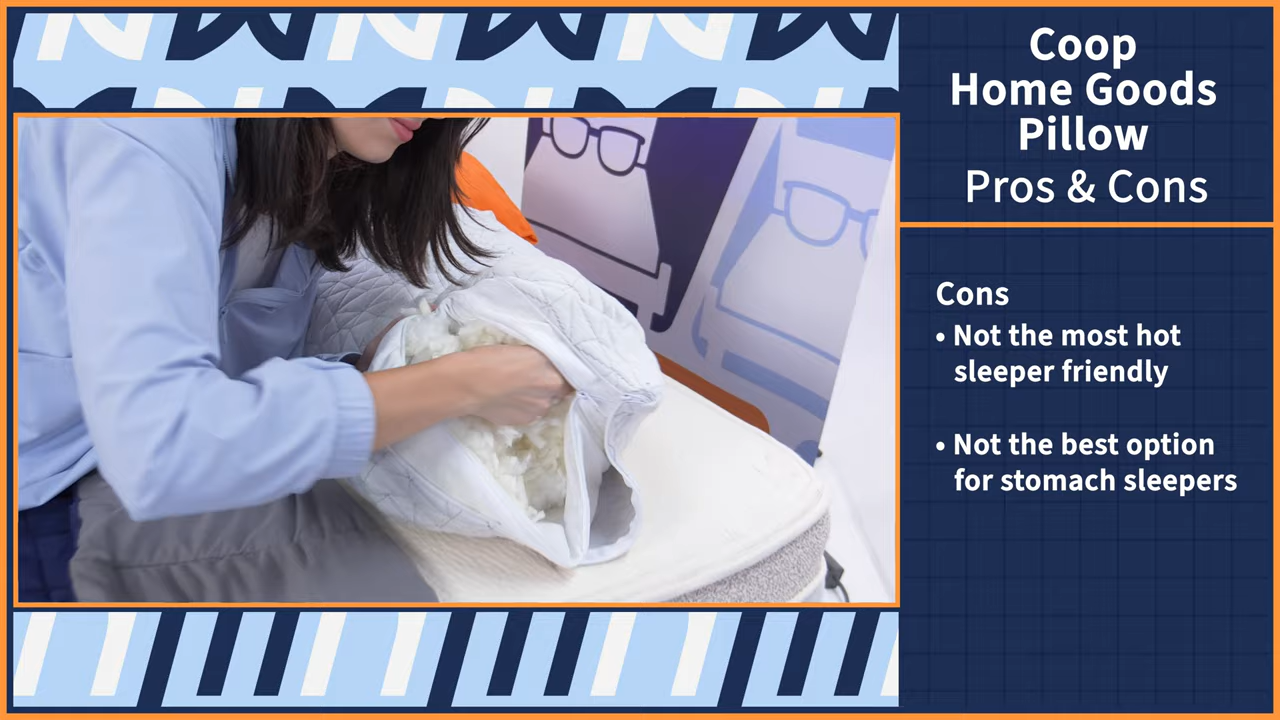 Coop
Home Goods
Pillow
Pros & Cons
Cons
• Not the most hot
sleeper friendly
• Not the best option
for stomach sleepers